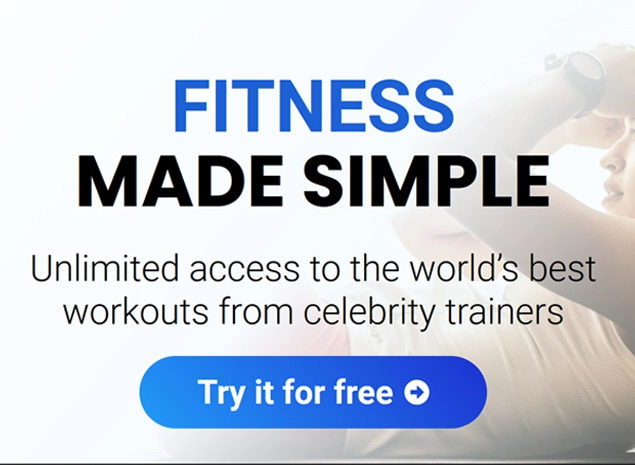 FITNESS
MADE SIMPLE
Unlimited access to the world’s best
workouts from celebrity trainers
Try it for free